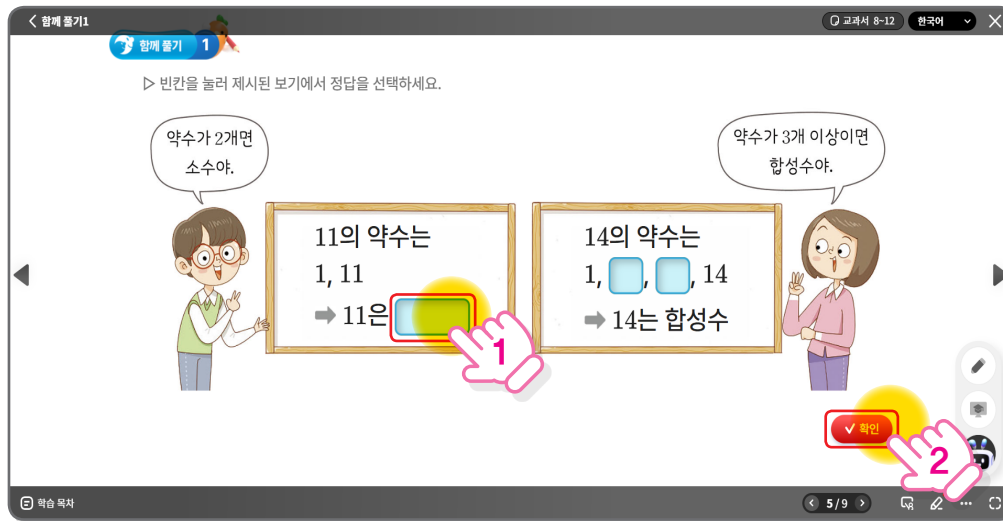 함께 풀기1
교과서 8~12
한국어
함께 풀기 1
▷ 빈칸을 눌러 제시된 보기에서 정답을 선택하세요.
약수가 2개면
소수야.
약수가 3개 이상이면
합성수야.
11의 약수는
1, 11
➡ 11은
1
14의 약수는
1, , , 14
➡ 14는 합성수
확인
2
학습 목차
5/9